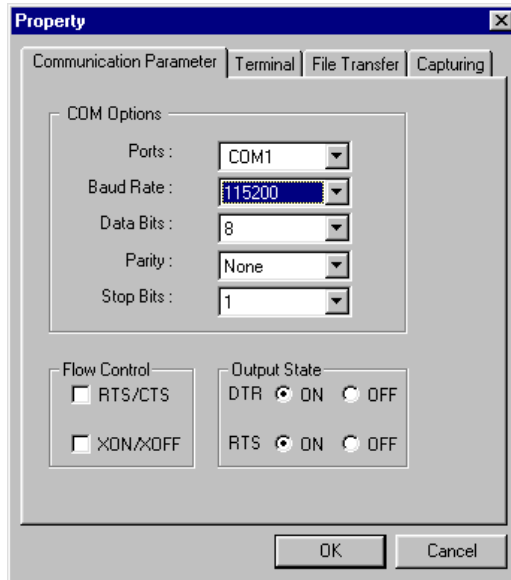 Property
Communication Parameter Terminal File Transfer Capturing
COM Options
Ports : COM1
Baud Rate : 115200
Data Bits : 8
Parity : None
Stop Bits : 1
Flow Control
RTS/CTS
XON/XOFF
Output State
DTR ON OFF
RTS ON OFF
OK Cancel